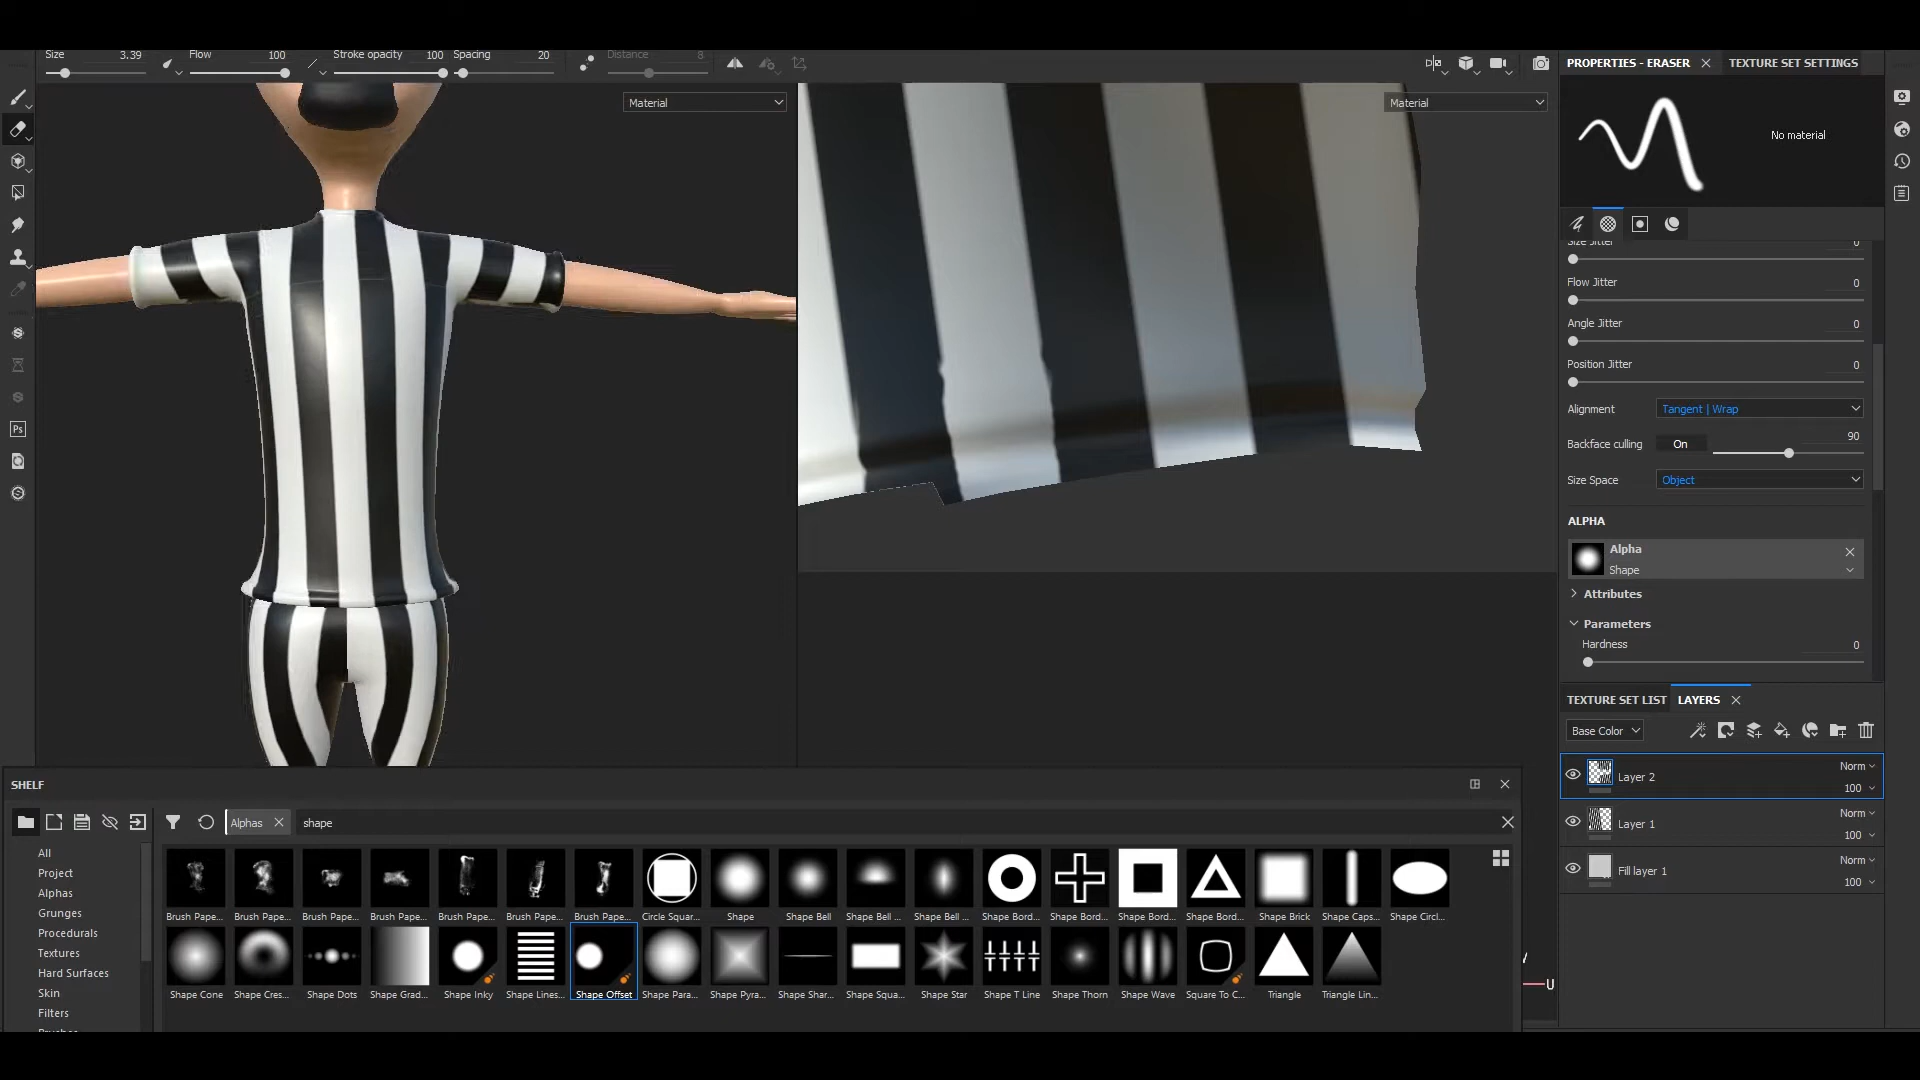 Size 3.39 Flow 100 Stroke opacity 100 Spacing 20 Distance 8
Material
Material
PROPERTIES - ERASER
TEXTURE SET SETTINGS
No material
Size Jitter 0
Flow Jitter 0
Angle Jitter 0
Position Jitter 0
Alignment Tangent | Wrap
Backface culling On 90
Size Space Object
ALPHA
Alpha
Shape
Attributes
Parameters
Hardness 0
TEXTURE SET LIST LAYERS
Base Color
Layer 2 Norm 100
Layer 1 Norm 100
Fill layer 1 Norm 100
Ps
SHELF
Alphas shape
All
Project
Alphas
Grunges
Procedurals
Textures
Hard Surfaces
Skin
Filters
Brushes
Brush Pape... Brush Pape... Brush Pape... Brush Pape... Brush Pape... Brush Pape... Brush Pape... Circle Squar... Shape Shape Bell Shape Bell ... Shape Bell ... Shape Bord... Shape Bord... Shape Bord... Shape Bord... Shape Brick Shape Caps... Shape Circl...
Shape Cone Shape Cres... Shape Dots Shape Grad... Shape Inky Shape Lines... Shape Offset Shape Para... Shape Pyra... Shape Shar... Shape Squa... Shape Star Shape T Line Shape Thorn Shape Wave Square To C... Triangle Triangle Lin...
U